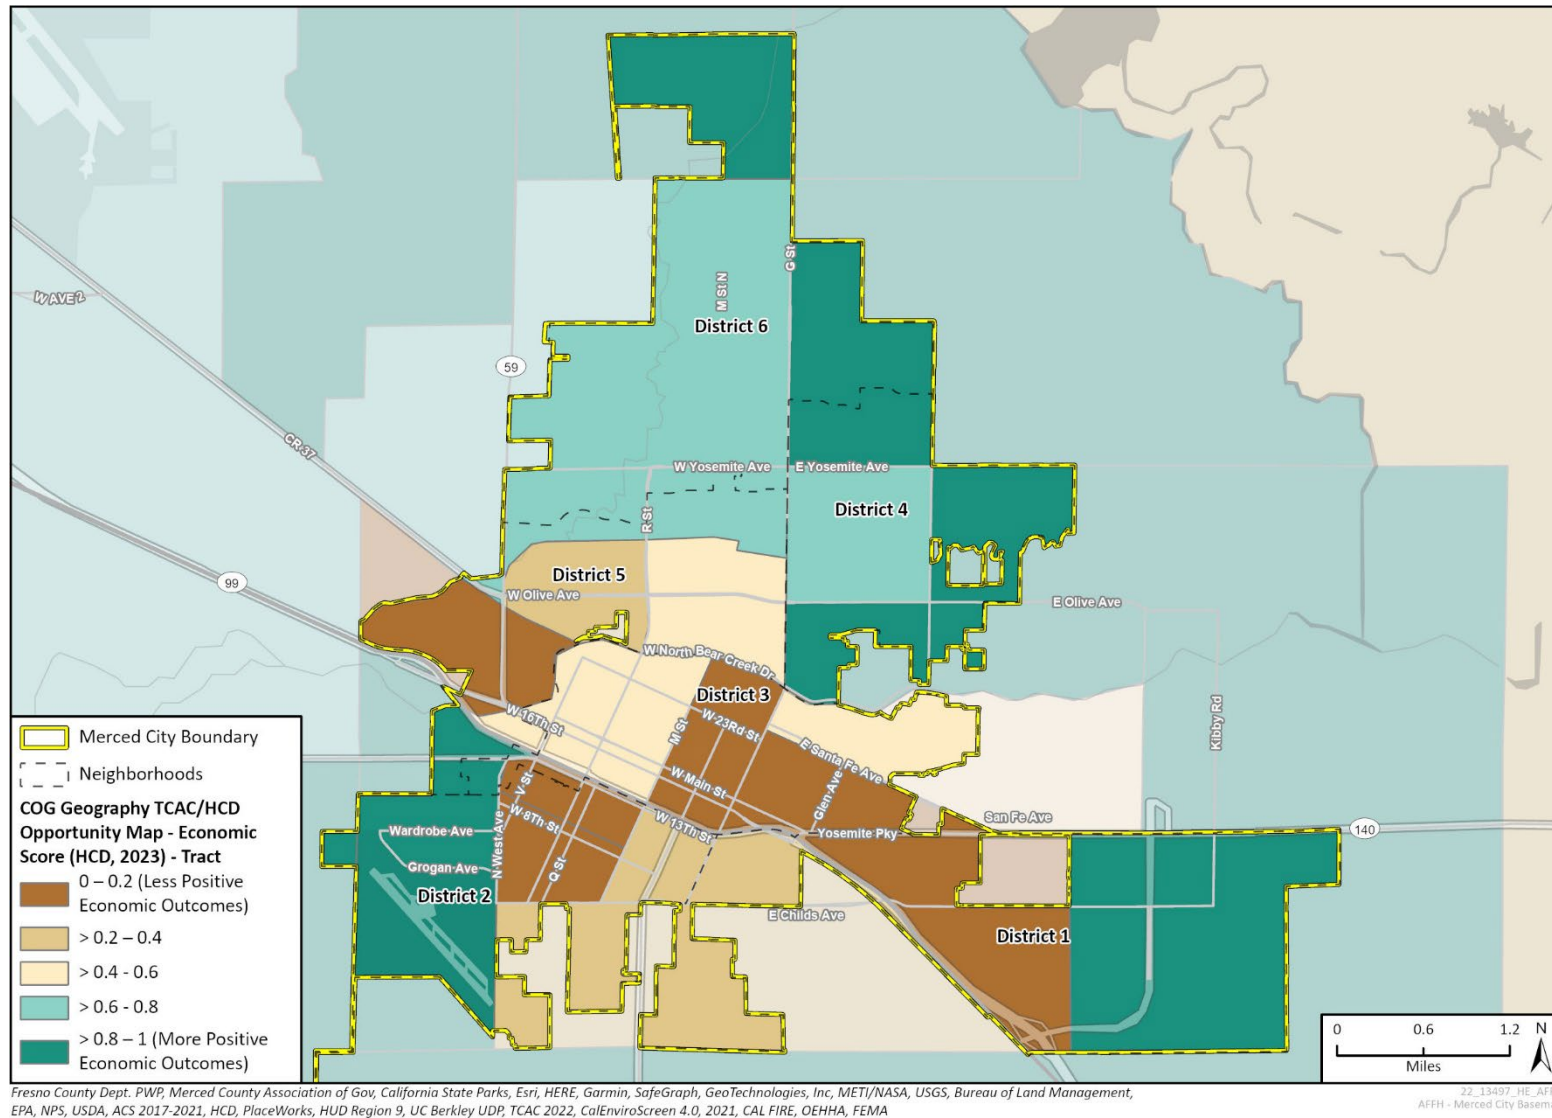 G St
M St N
W AVE 2
District 6
59
CR 37
W Yosemite Ave
E Yosemite Ave
R St
District 4
99
District 5
W Olive Ave
E Olive Ave
W North Bear Creek Dr
District 3
Kibby Rd
W 16Th St
M St
W 23Rd St
E Santa Fe Ave
W Main St
Glen Ave
V St
W 8Th St
W 13Th St
San Fe Ave
Yosemite Pky
140
Wardrobe Ave
N West Ave
Grogan Ave
Q St
District 2
E Childs Ave
District 1
Merced City Boundary
Neighborhoods
COG Geography TCAC/HCD
Opportunity Map - Economic
Score (HCD, 2023) - Tract
0 – 0.2 (Less Positive
Economic Outcomes)
> 0.2 – 0.4
> 0.4 - 0.6
> 0.6 - 0.8
> 0.8 – 1 (More Positive
Economic Outcomes)
0 0.6 1.2
Miles
N
Fresno County Dept. PWP, Merced County Association of Gov, California State Parks, Esri, HERE, Garmin, SafeGraph, GeoTechnologies, Inc, METI/NASA, USGS, Bureau of Land Management,
EPA, NPS, USDA, ACS 2017-2021, HCD, PlaceWorks, HUD Region 9, UC Berkley UDP, TCAC 2022, CalEnviroScreen 4.0, 2021, CAL FIRE, OEHHA, FEMA
22_13497_HE_AFF
AFFH - Merced City Basema